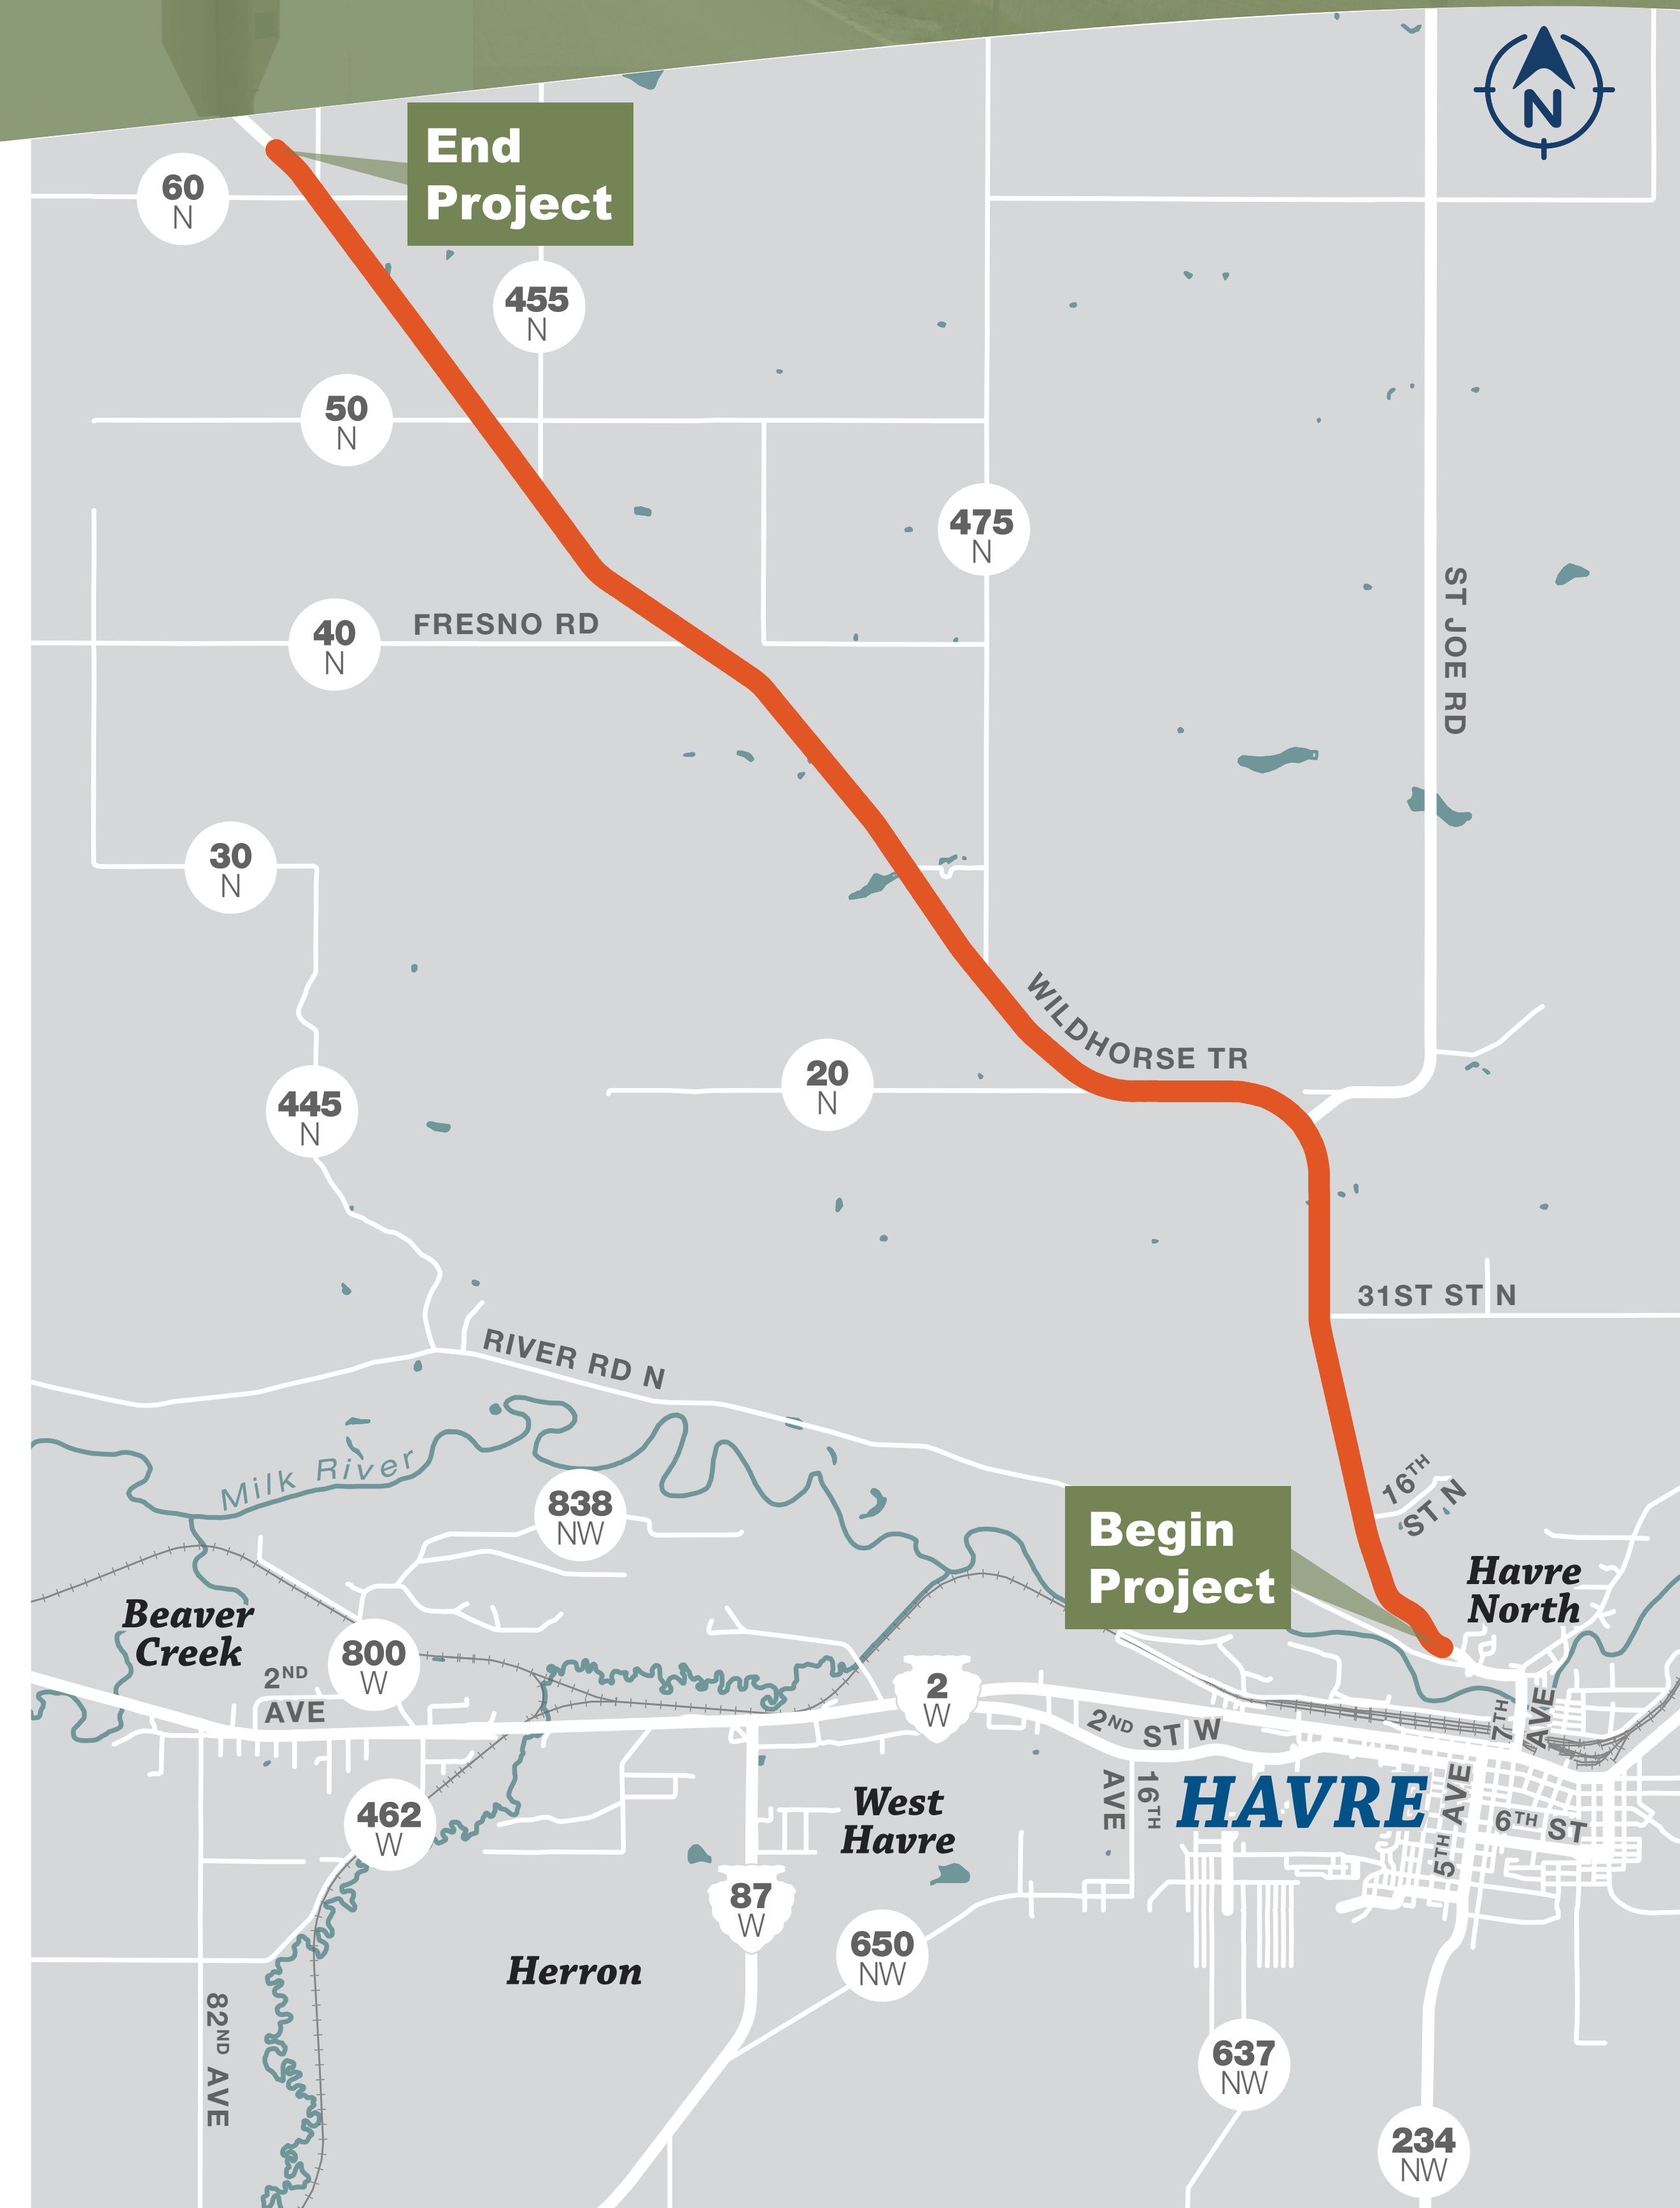 N
End
Project
60
N
455
N
50
N
475
N
ST JOE RD
40
N
FRESNO RD
30
N
WILDHORSE TR
20
N
445
N
31ST ST N
RIVER RD N
Milk River
16TH
ST N
838
NW
Begin
Project
Havre
North
Beaver
Creek
800
W
2ND
AVE
2
W
2ND ST W
7TH
AVE
16TH
AVE
HAVRE
5TH AVE
6TH ST
462
W
West
Havre
87
W
650
NW
Herron
82ND AVE
637
NW
234
NW